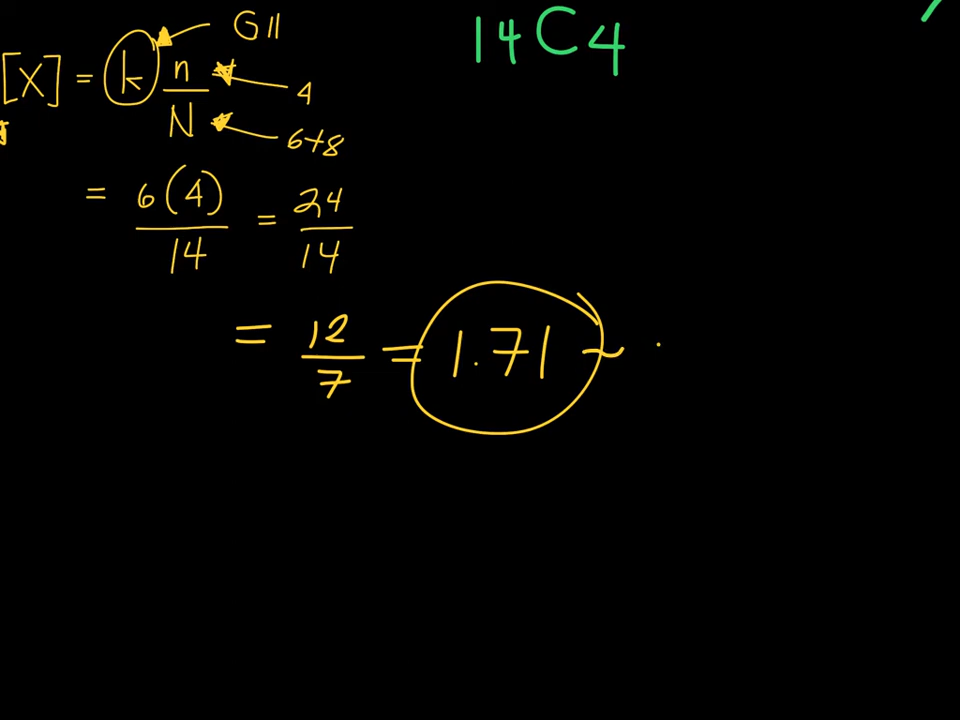 G11
14C4
[X] = k n/N
4
6+8
= 6(4)/14 = 24/14
= 12/7 = 1.71 ~